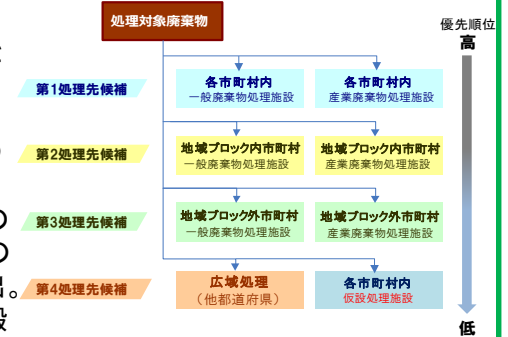 処理対象廃棄物
優先順位
高
第1処理先候補
各市町村内
一般廃棄物処理施設
各市町村内
産業廃棄物処理施設
第2処理先候補
地域ブロック内市町村
一般廃棄物処理施設
地域ブロック内市町村
産業廃棄物処理施設
の
第3処理先候補
地域ブロック外市町村
一般廃棄物処理施設
地域ブロック外市町村
産業廃棄物処理施設
の
出。
第4処理先候補
広域処理
（他都道府県）
各市町村内
仮設処理施設
設
低